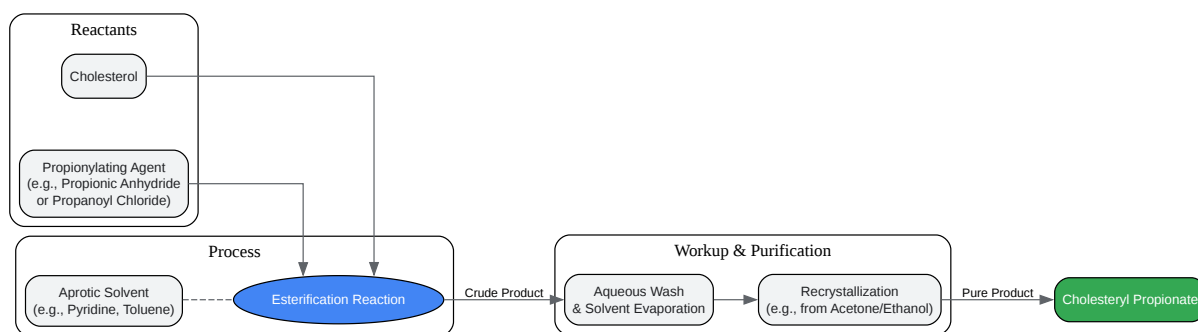 Reactants
Cholesterol
Propionylating Agent
(e.g., Propionic Anhydride
or Propanoyl Chloride)
Process
Aprotic Solvent
(e.g., Pyridine, Toluene)
Esterification Reaction
Crude Product
Workup & Purification
Aqueous Wash
& Solvent Evaporation
Recrystallization
(e.g., from Acetone/Ethanol)
Pure Product
Cholesteryl Propionate